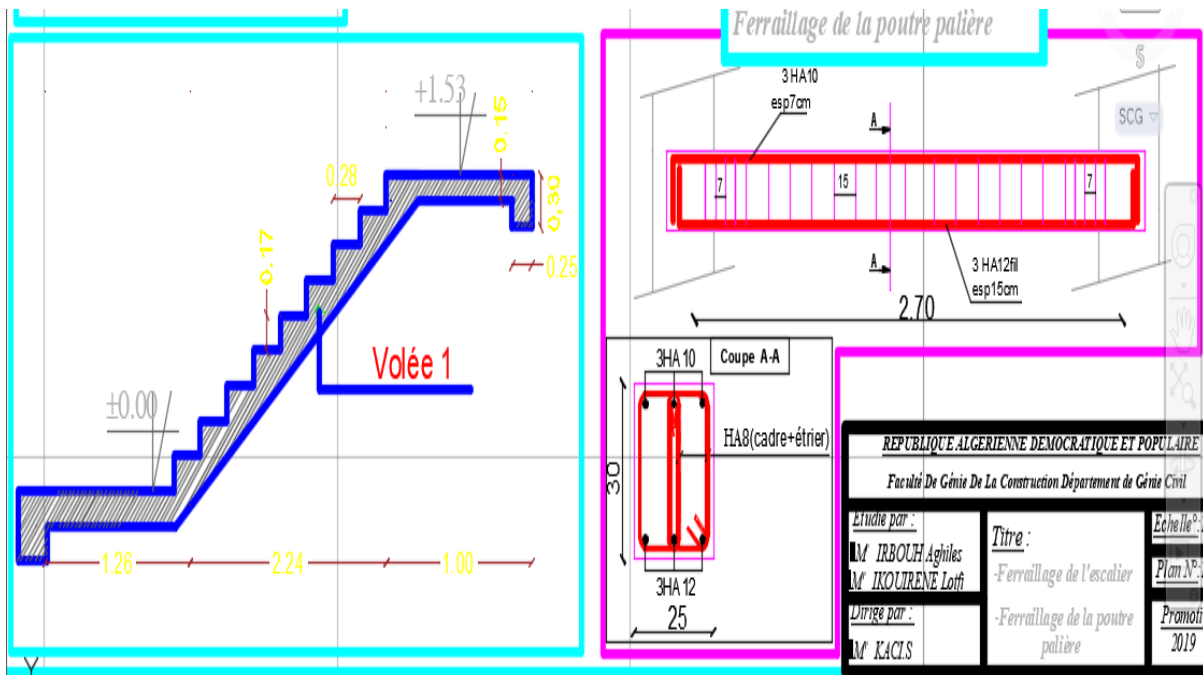 +1.53
0.15
0.28
0,30
0.17
0.25
Volée 1
±0.00
1.26
2.24
1.00
Y
Ferraillage de la poutre palière
S
SCG
3 HA10
esp7cm
A
7
15
7
A
3 HA12fil
esp15cm
2.70
Coupe A-A
3HA 10
HA8(cadre+étrier)
30
3HA 12
25
REPUBLIQUE ALGERIENNE DEMOCRATIQUE ET POPULAIRE
Faculté De Génie De La Construction Département de Génie Civil
Etudie par :
Mr IRBOUH Aghiles
Mr IKOUIRENE Lotfi
Dirige par :
Mr KACI.S
Titre :
-Ferraillage de l'escalier
-Ferraillage de la poutre
palière
Echelle°:
Plan N°:
Promoti
2019